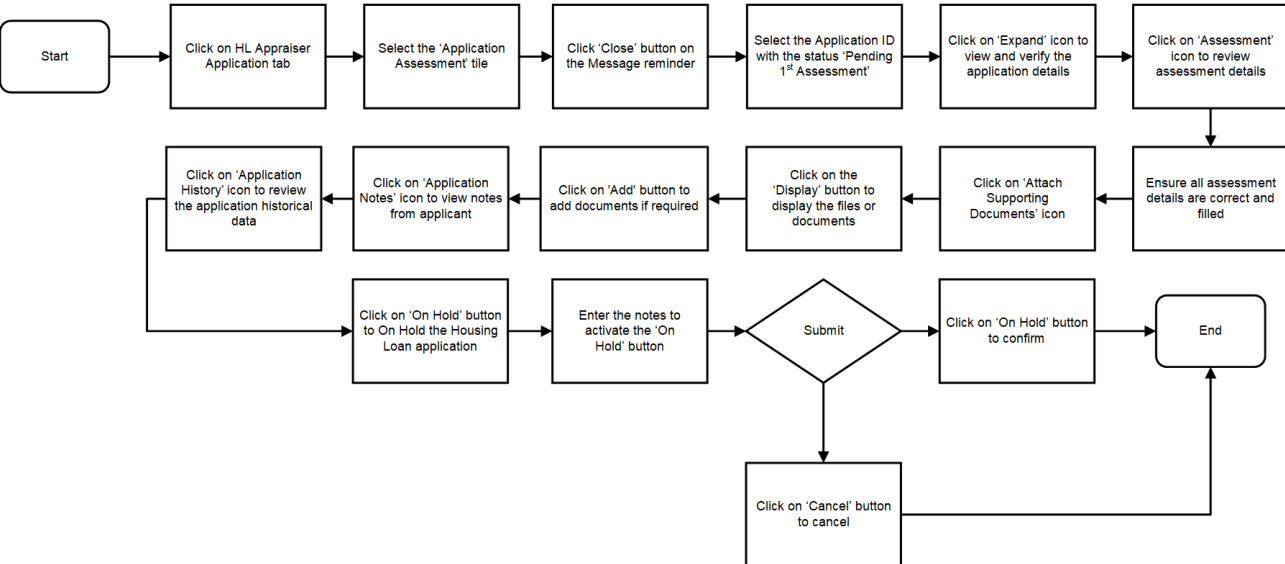 Start
Click on HL Appraiser
Application tab
Select the ‘Application
Assessment’ tile
Click ‘Close’ button on
the Message reminder
Select the Application ID
with the status ‘Pending
1st Assessment’
Click on ‘Expand’ icon to
view and verify the
application details
Click on ‘Assessment’
icon to review
assessment details
Ensure all assessment
details are correct and
filled
Click on ‘Attach
Supporting
Documents’ icon
Click on the
‘Display’ button to
display the files or
documents
Click on 'Add' button to
add documents if required
Click on ‘Application
Notes’ icon to view notes
from applicant
Click on ‘Application
History’ icon to review
the application historical
data
Click on ‘On Hold’ button
to On Hold the Housing
Loan application
Enter the notes to
activate the ‘On
Hold’ button
Submit
Click on ‘On Hold’ button
to confirm
End
Click on ‘Cancel’ button
to cancel